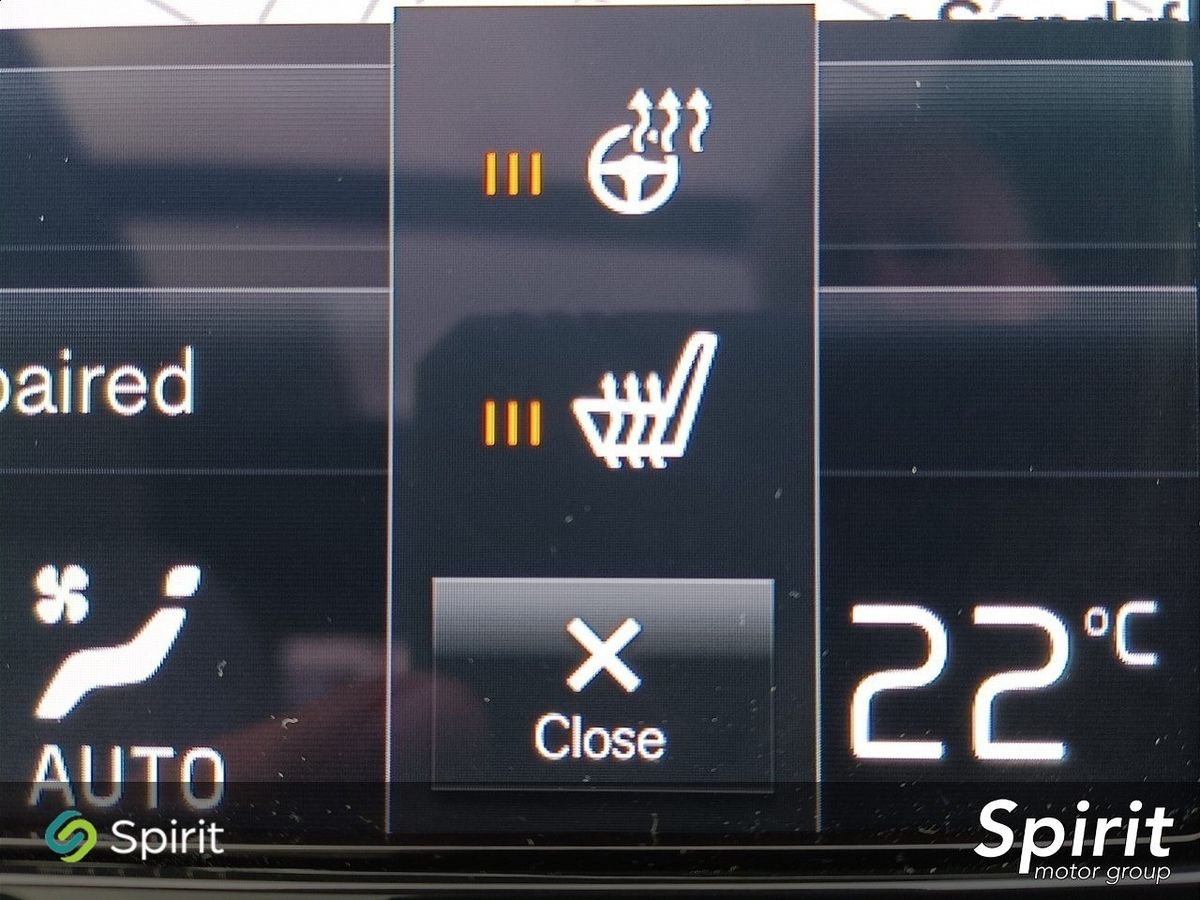 paired
22°C
Close
AUTO
Spirit
Spirit
motor group